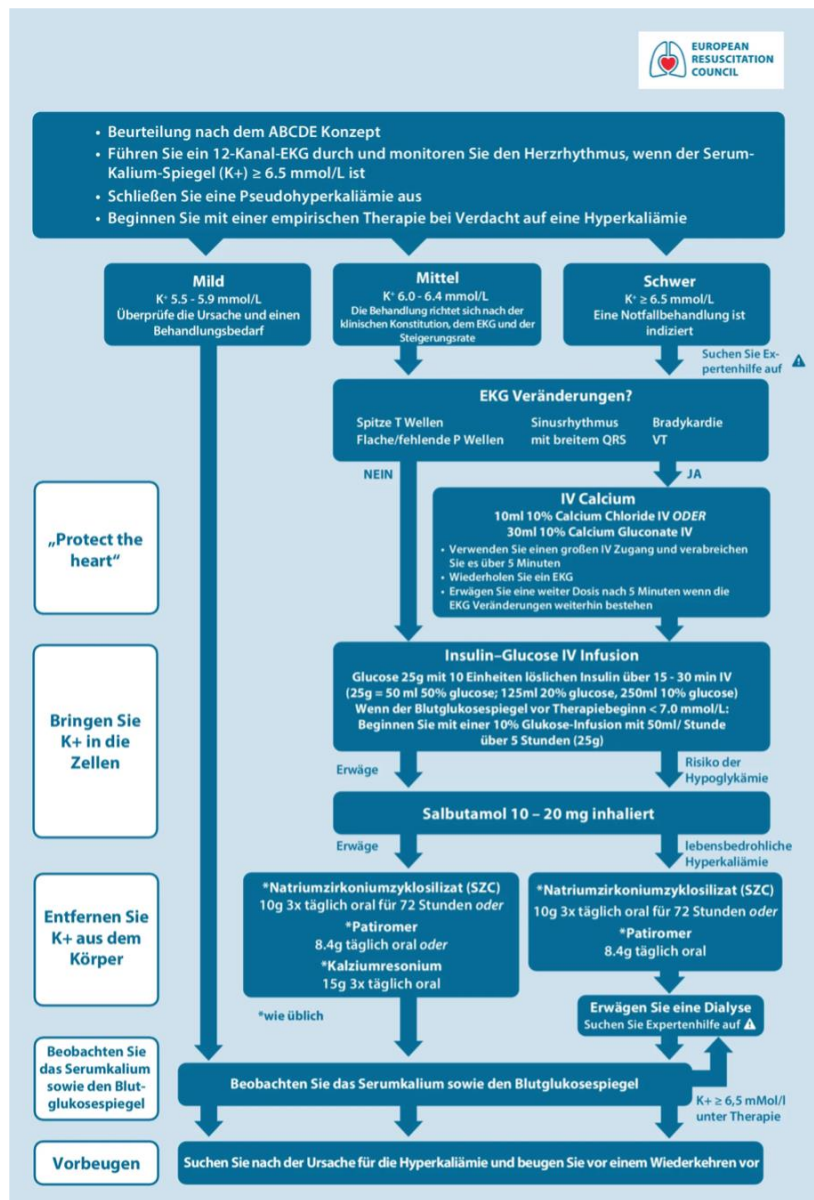 EUROPEAN
RESUSCITATION
COUNCIL
• Beurteilung nach dem ABCDE Konzept
• Führen Sie ein 12-Kanal-EKG durch und monitoren Sie den Herzrhythmus, wenn der Serum-
Kalium-Spiegel (K+) ≥ 6.5 mmol/L ist
• Schließen Sie eine Pseudohyperkaliämie aus
• Beginnen Sie mit einer empirischen Therapie bei Verdacht auf eine Hyperkaliämie
Mild
K⁺ 5.5 - 5.9 mmol/L
Überprüfe die Ursache und einen
Behandlungsbedarf
Mittel
K⁺ 6.0 - 6.4 mmol/L
Die Behandlung richtet sich nach der
klinischen Konstitution, dem EKG und der
Steigerungsrate
Schwer
K⁺ ≥ 6.5 mmol/L
Eine Notfallbehandlung ist
indiziert
Suchen Sie Ex-
pertenhilfe auf
EKG Veränderungen?
Spitze T Wellen
Flache/fehlende P Wellen
Sinusrhythmus
mit breitem QRS
Bradykardie
VT
NEIN
JA
„Protect the
heart“
IV Calcium
10ml 10% Calcium Chloride IV ODER
30ml 10% Calcium Gluconate IV
• Verwenden Sie einen großen IV Zugang und verabreichen
Sie es über 5 Minuten
• Wiederholen Sie ein EKG
• Erwägen Sie eine weiter Dosis nach 5 Minuten wenn die
EKG Veränderungen weiterhin bestehen
Bringen Sie
K+ in die
Zellen
Insulin–Glucose IV Infusion
Glucose 25g mit 10 Einheiten löslichen Insulin über 15 - 30 min IV
(25g = 50 ml 50% glucose; 125ml 20% glucose, 250ml 10% glucose)
Wenn der Blutglukosespiegel vor Therapiebeginn < 7.0 mmol/L:
Beginnen Sie mit einer 10% Glukose-Infusion mit 50ml/ Stunde
über 5 Stunden (25g)
Erwäge
Risiko der
Hypoglykämie
Salbutamol 10 – 20 mg inhaliert
Erwäge
lebensbedrohliche
Hyperkaliämie
Entfernen Sie
K+ aus dem
Körper
*Natriumzirkoniumzyklosilizat (SZC)
10g 3x täglich oral für 72 Stunden oder
*Patiromer
8.4g täglich oral oder
*Kalziumresonium
15g 3x täglich oral
*Natriumzirkoniumzyklosilizat (SZC)
10g 3x täglich oral für 72 Stunden oder
*Patiromer
8.4g täglich oral
*wie üblich
Erwägen Sie eine Dialyse
Suchen Sie Expertenhilfe auf
Beobachten Sie
das Serumkalium
sowie den Blut-
glukosespiegel
Beobachten Sie das Serumkalium sowie den Blutglukosespiegel
K+ ≥ 6,5 mMol/l
unter Therapie
Vorbeugen
Suchen Sie nach der Ursache für die Hyperkaliämie und beugen Sie vor einem Wiederkehren vor